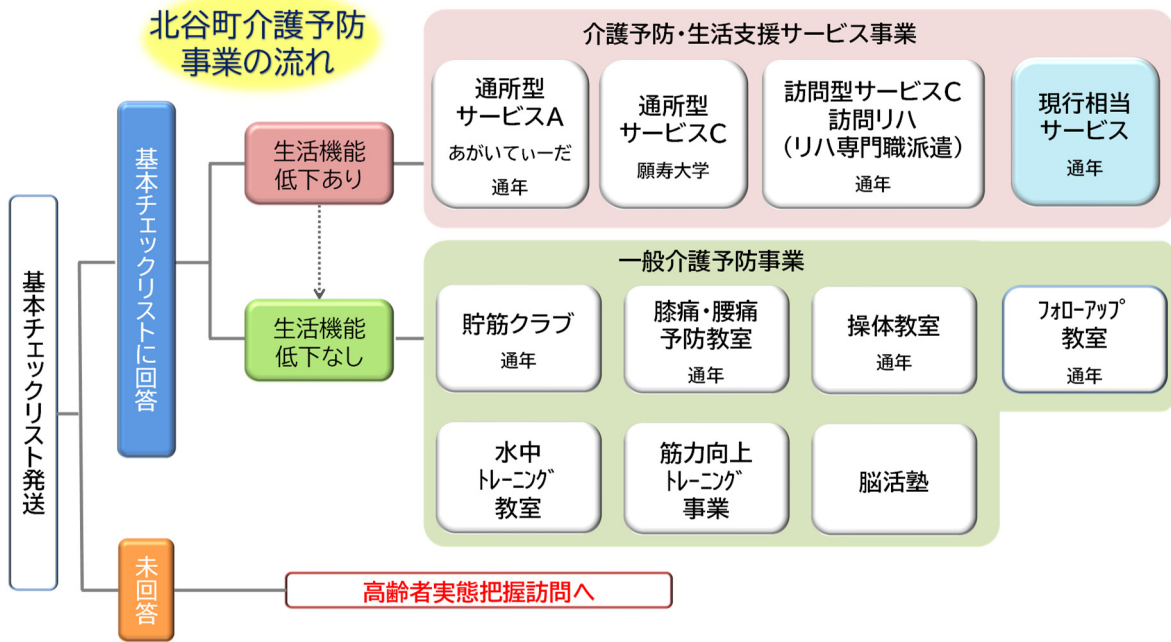 北谷町介護予防
事業の流れ
基本チェックリスト発送
基本チェックリストに回答
未回答
生活機能
低下あり
生活機能
低下なし
介護予防・生活支援サービス事業
通所型
サービスA
あがいてぃーだ
通年
通所型
サービスC
願寿大学
訪問型サービスC
訪問リハ
(リハ専門職派遣)
通年
現行相当
サービス
通年
一般介護予防事業
貯筋クラブ
通年
膝痛・腰痛
予防教室
通年
操体教室
通年
ﾌｫﾛｰｱｯﾌﾟ
教室
通年
水中
ﾄﾚｰﾆﾝｸﾞ
教室
筋力向上
ﾄﾚｰﾆﾝｸﾞ
事業
脳活塾
高齢者実態把握訪問へ